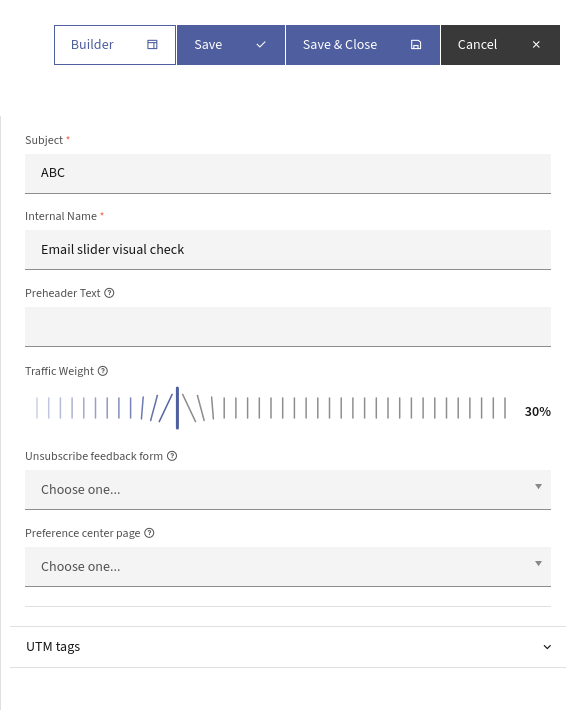 Builder Save Save & Close Cancel
Subject *
ABC
Internal Name *
Email slider visual check
Preheader Text
Traffic Weight
30%
Unsubscribe feedback form
Choose one...
Preference center page
Choose one...
UTM tags